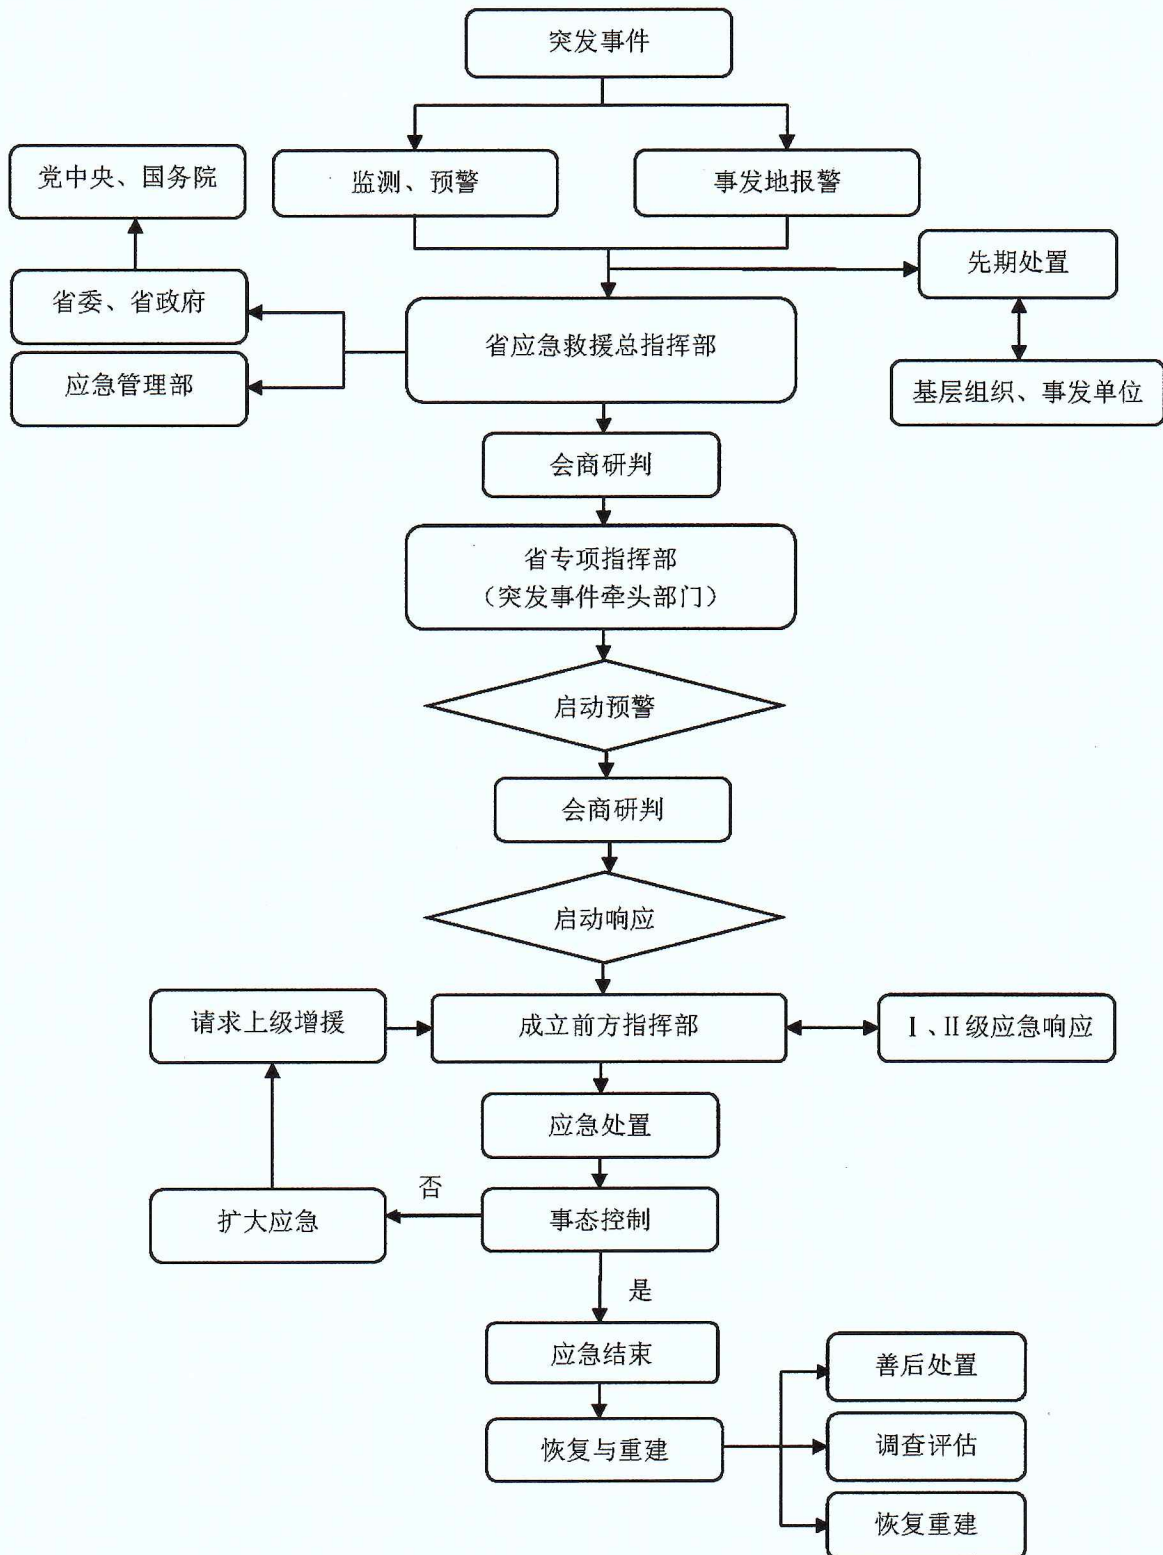 突发事件
监测、预警
事发地报警
党中央、国务院
先期处置
省委、省政府
省应急救援总指挥部
应急管理部
基层组织、事发单位
会商研判
省专项指挥部
（突发事件牵头部门）
启动预警
会商研判
启动响应
请求上级增援
成立前方指挥部
Ⅰ、II级应急响应
应急处置
否
扩大应急
事态控制
是
应急结束
善后处置
恢复与重建
调查评估
恢复重建